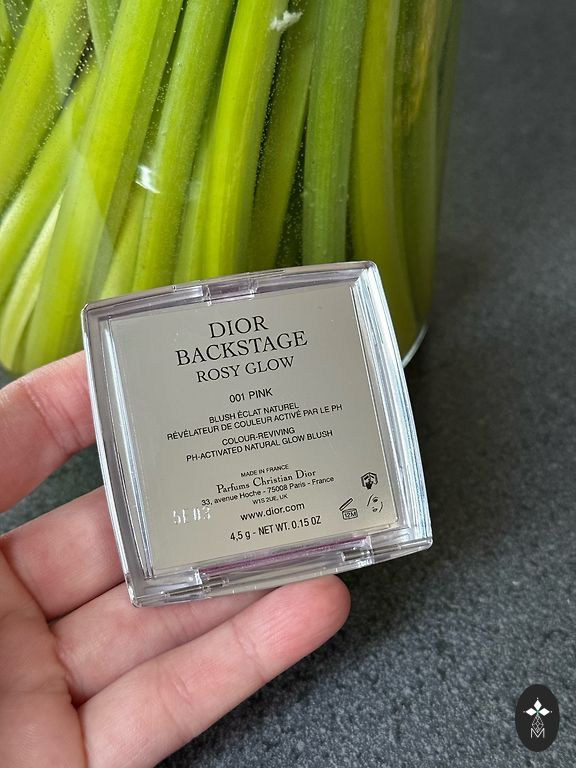 DIOR
BACKSTAGE
ROSY GLOW
001 PINK
BLUSH ÉCLAT NATUREL
RÉVÉLATEUR DE COULEUR ACTIVÉ PAR LE PH
COLOUR-REVIVING
PH-ACTIVATED NATURAL GLOW BLUSH
MADE IN FRANCE
Parfums Christian Dior
33, avenue Hoche - 75008 Paris - France
W1S 2UE, UK
www.dior.com
12M
4,5 g - NET WT. 0.15 OZ
M